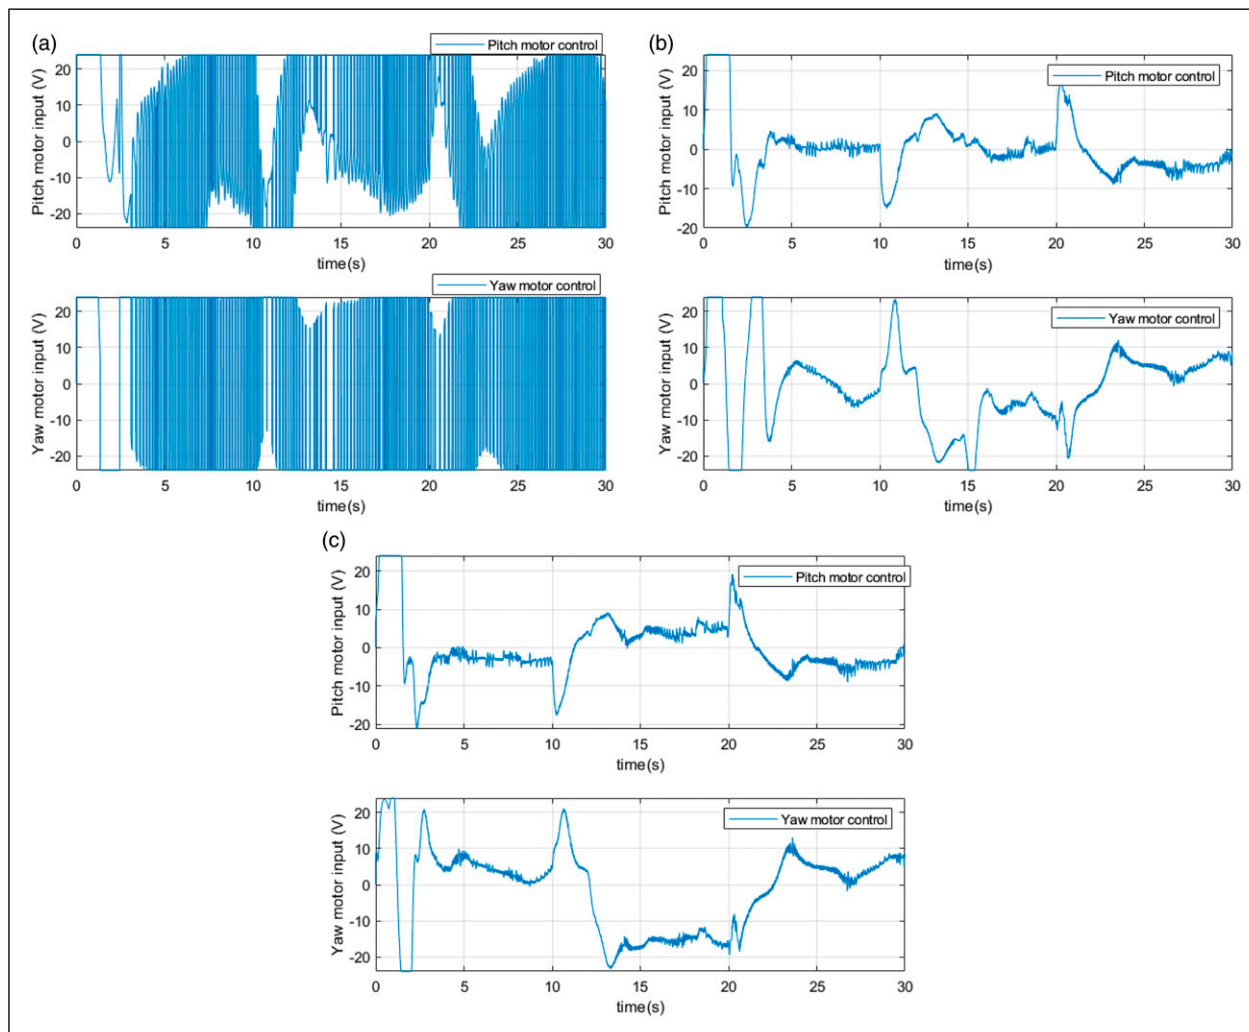 (a)
Pitch motor control
Pitch motor input (V)
20
10
0
-10
-20
0 5 10 15 20 25 30
time(s)
Yaw motor control
Yaw motor input (V)
20
10
0
-10
-20
0 5 10 15 20 25 30
time(s)
(b)
Pitch motor control
Pitch motor input (V)
20
10
0
-10
-20
0 5 10 15 20 25 30
time(s)
Yaw motor control
Yaw motor input (V)
20
10
0
-10
-20
0 5 10 15 20 25 30
time(s)
(c)
Pitch motor control
Pitch motor input (V)
20
10
0
-10
-20
0 5 10 15 20 25 30
time(s)
Yaw motor control
Yaw motor input (V)
20
10
0
-10
-20
0 5 10 15 20 25 30
time(s)